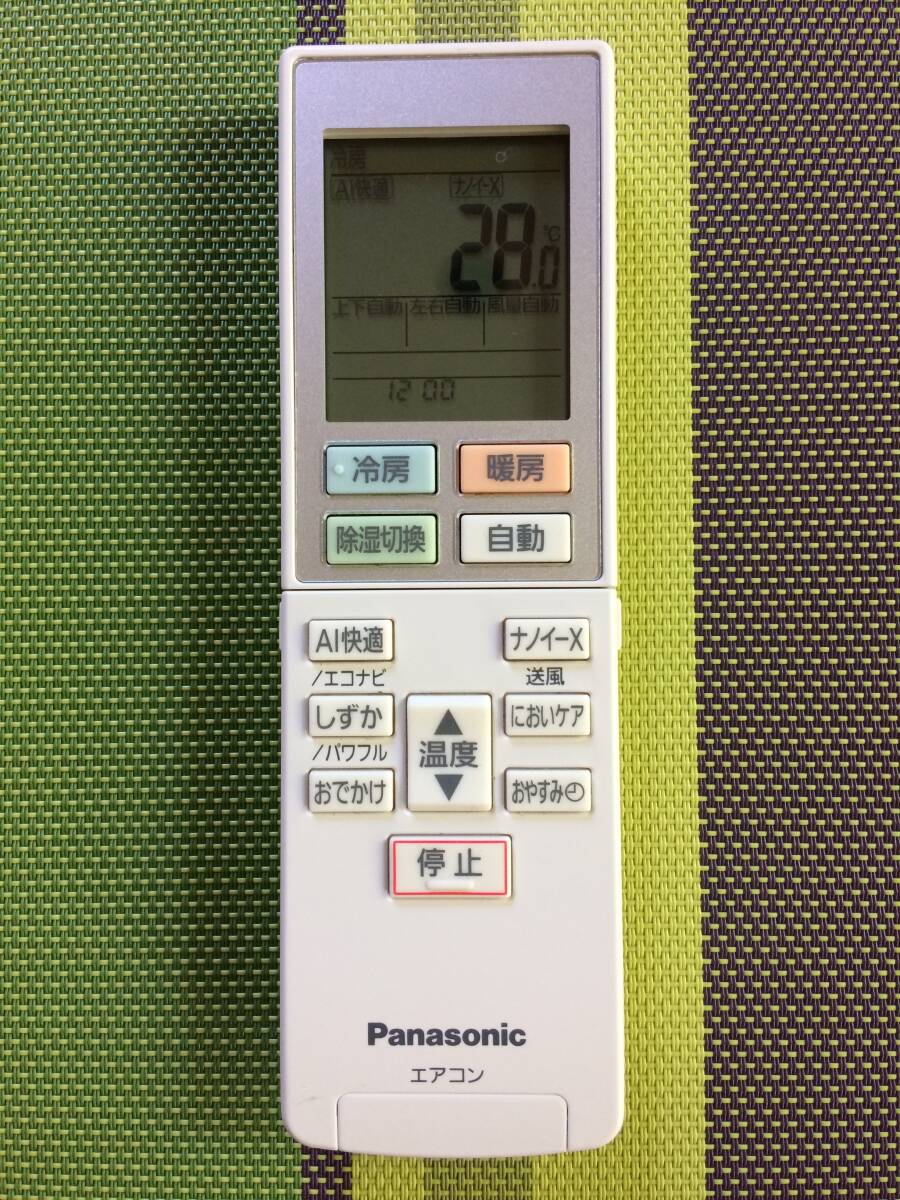 冷房
AI快適 ナノイーX
28.0℃
上下自動 左右自動 風量自動
12 00
冷房 暖房
除湿切換 自動
AI快適 ナノイーX
/エコナビ 送風
しずか においケア
/パワフル
▲
温度
▼
おでかけ おやすみ
停止
Panasonic
エアコン